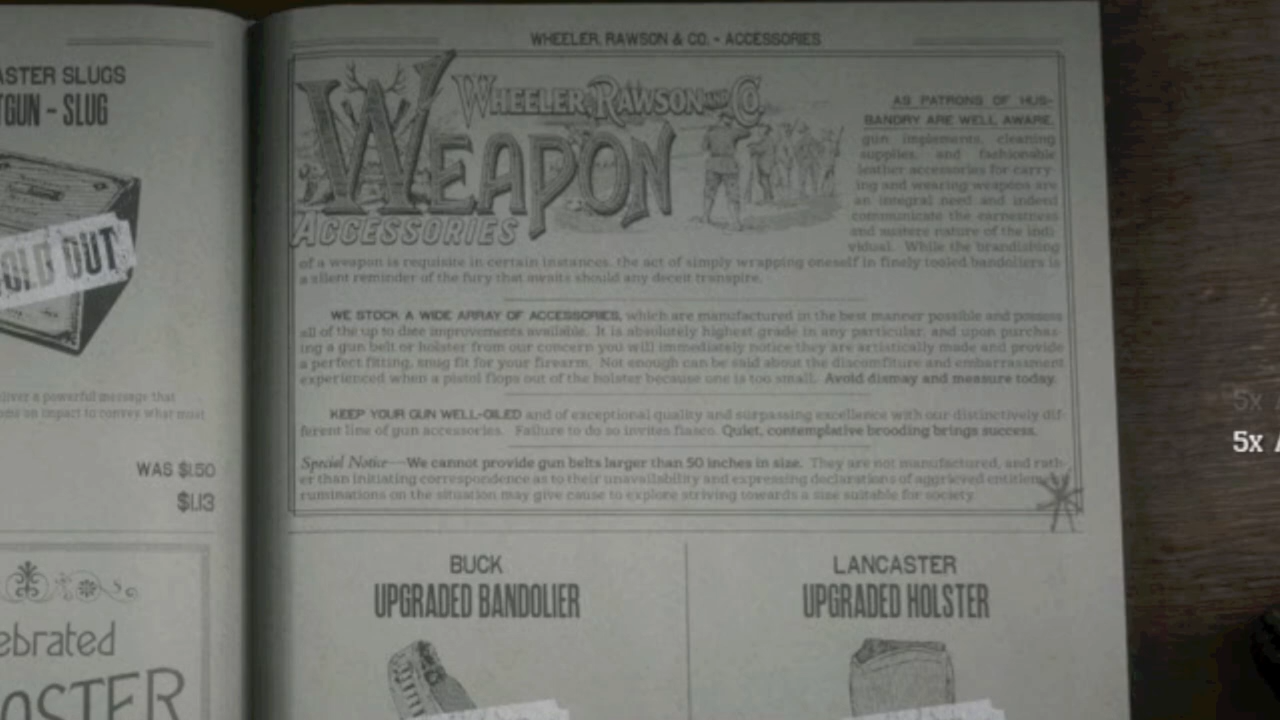 ASTER SLUGS
TGUN - SLUG
OLD OUT
eliver a powerful message that
ons on impact to convey what most
WAS $1.50
$1.13
ebrated
OSTER
WHEELER, RAWSON & CO. - ACCESSORIES
WHEELER, RAWSON AND CO.
WEAPON
ACCESSORIES
AS PATRONS OF HUS-
BANDRY ARE WELL AWARE,
gun implements, cleaning
supplies, and fashionable
leather accessories for carry-
ing and wearing weapons are
an integral need and indeed
communicate the earnestness
and austere nature of the indi-
vidual. While the brandishing
of a weapon is requisite in certain instances, the act of simply wrapping oneself in finely tooled bandoliers is
a silent reminder of the fury that awaits should any deceit transpire.
WE STOCK A WIDE ARRAY OF ACCESSORIES, which are manufactured in the best manner possible and possess
all of the up to date improvements available. It is absolutely highest grade in any particular, and upon purchas-
ing a gun belt or holster from our concern you will immediately notice they are artistically made and provide
a perfect fitting, snug fit for your firearm. Not enough can be said about the discomfiture and embarrassment
experienced when a pistol flops out of the holster because one is too small. Avoid dismay and measure today.
KEEP YOUR GUN WELL-OILED and of exceptional quality and surpassing excellence with our distinctively dif-
ferent line of gun accessories. Failure to do so invites fiasco. Quiet, contemplative brooding brings success.
Special Notice—We cannot provide gun belts larger than 50 inches in size. They are not manufactured, and rath-
er than initiating correspondence as to their unavailability and expressing declarations of aggrieved entitlem
ruminations on the situation may give cause to explore striving towards a size suitable for society.
BUCK
UPGRADED BANDOLIER
LANCASTER
UPGRADED HOLSTER
5x
5x A